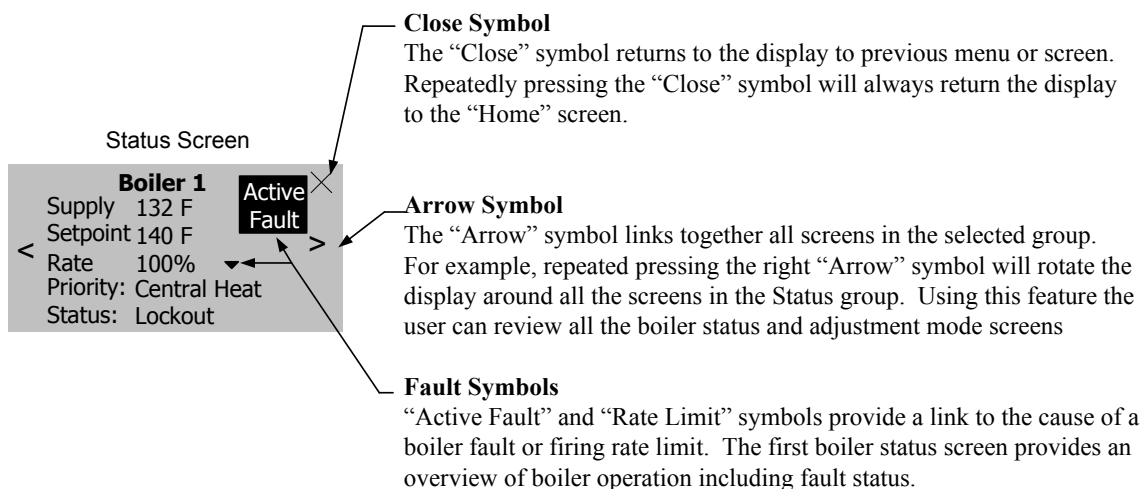 Close Symbol
The “Close” symbol returns to the display to previous menu or screen.
Repeatedly pressing the “Close” symbol will always return the display
to the “Home” screen.
Status Screen
Boiler 1
Active
Fault
Supply 132 F
Setpoint 140 F
< >
Rate 100%
Priority: Central Heat
Status: Lockout
Arrow Symbol
The “Arrow” symbol links together all screens in the selected group.
For example, repeated pressing the right “Arrow” symbol will rotate the
display around all the screens in the Status group. Using this feature the
user can review all the boiler status and adjustment mode screens
Fault Symbols
“Active Fault” and “Rate Limit” symbols provide a link to the cause of a
boiler fault or firing rate limit. The first boiler status screen provides an
overview of boiler operation including fault status.